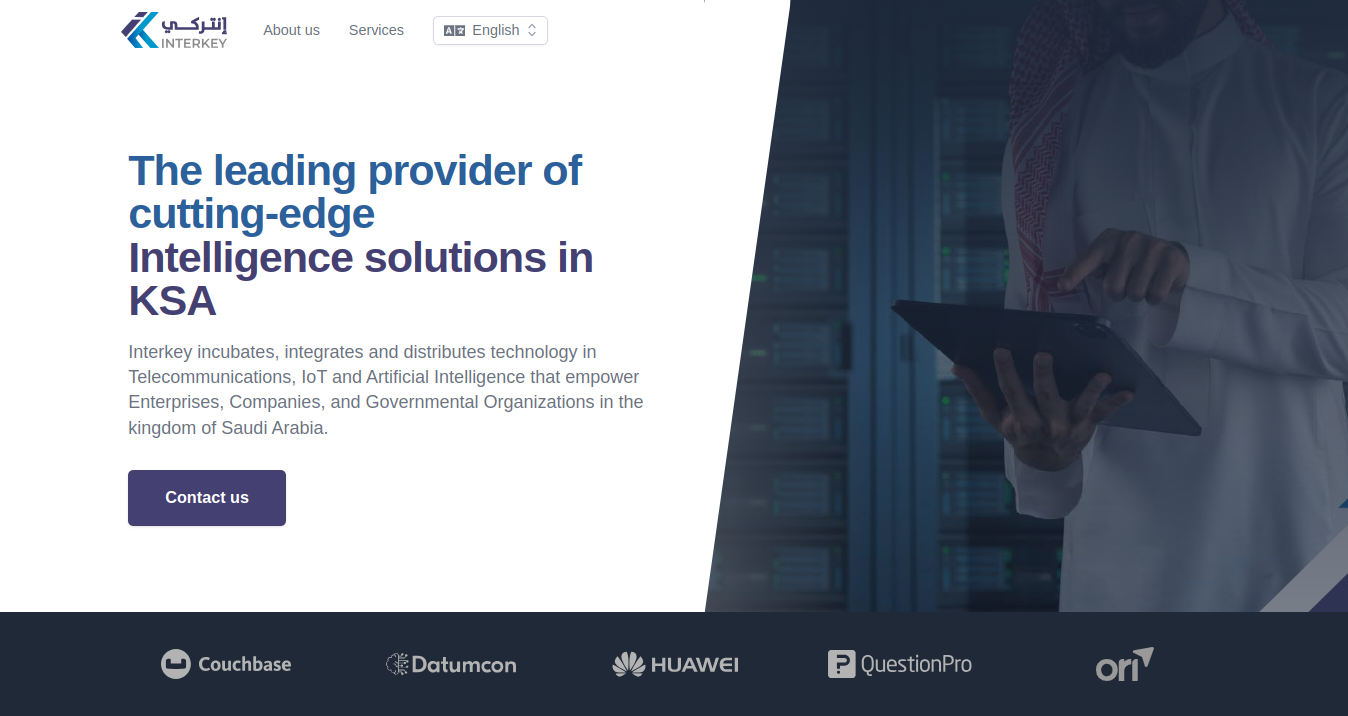 إنتركي
INTERKEY
About us
Services
English
The leading provider of
cutting-edge
Intelligence solutions in
KSA
Interkey incubates, integrates and distributes technology in
Telecommunications, IoT and Artificial Intelligence that empower
Enterprises, Companies, and Governmental Organizations in the
kingdom of Saudi Arabia.
Contact us
Couchbase
Datumcon
HUAWEI
QuestionPro
ori